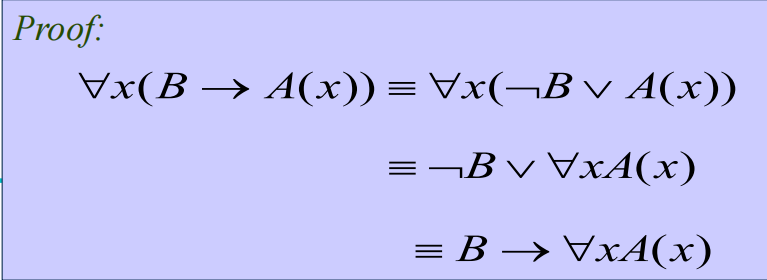 Proof:
∀x(B → A(x)) ≡ ∀x(¬B ∨ A(x))
≡ ¬B ∨ ∀xA(x)
≡ B → ∀xA(x)